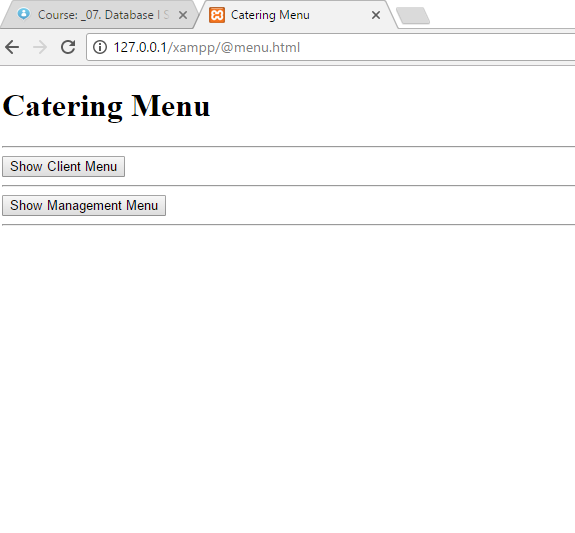 Course: _07. Database I S
Catering Menu
127.0.0.1/xampp/@menu.html
Catering Menu
Show Client Menu
Show Management Menu